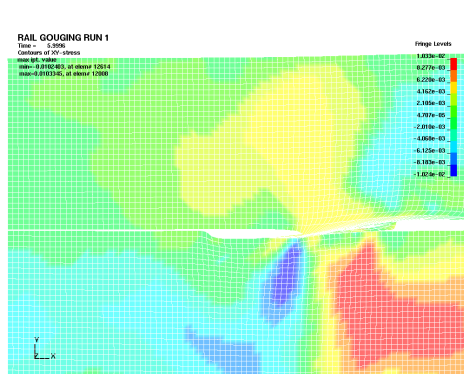 RAIL GOUGING RUN 1
Time = 5.9996
Contours of XY-stress
max ipt. value
min=-0.0102403, at elem# 12614
max=0.0103345, at elem# 12008
Fringe Levels
1.033e-02
8.277e-03
6.220e-03
4.162e-03
2.105e-03
4.707e-05
-2.010e-03
-4.068e-03
-6.125e-03
-8.183e-03
-1.024e-02
Y
Z X